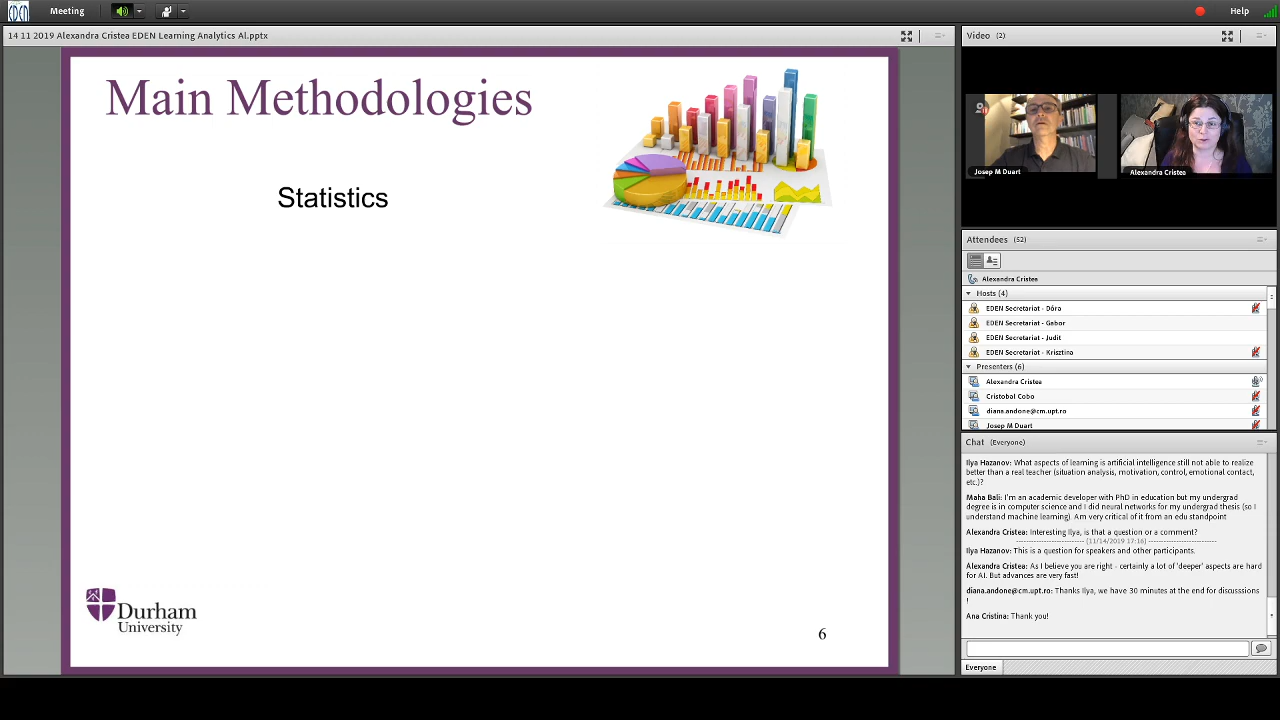 EDEN
Meeting
Help
14 11 2019 Alexandra Cristea EDEN Learning Analytics AI.pptx
Main Methodologies
Statistics
Durham
University
6
Video (2)
Josep M Duart
Alexandra Cristea
Attendees (52)
Alexandra Cristea
Hosts (4)
EDEN Secretariat - Dóra
EDEN Secretariat - Gabor
EDEN Secretariat - Judit
EDEN Secretariat - Krisztina
Presenters (6)
Alexandra Cristea
Cristobal Cobo
diana.andone@cm.upt.ro
Josep M Duart
Chat (Everyone)
Ilya Hazanov: What aspects of learning is artificial intelligence still not able to realize
better than a real teacher (situation analysis, motivation, control, emotional contact,
etc.)?
Maha Bali: I'm an academic developer with PhD in education but my undergrad
degree is in computer science and I did neural networks for my undergrad thesis (so I
understand machine learning). Am very critical of it from an edu standpoint
Alexandra Cristea: Interesting Ilya, is that a question or a comment?
------------------------- (11/14/2019 17:16) -------------------------
Ilya Hazanov: This is a question for speakers and other participants.
Alexandra Cristea: As I believe you are right - certainly a lot of 'deeper' aspects are hard
for AI. But advances are very fast!
diana.andone@cm.upt.ro: Thanks Ilya, we have 30 minutes at the end for discusssions
!
Ana Cristina: Thank you!
Everyone